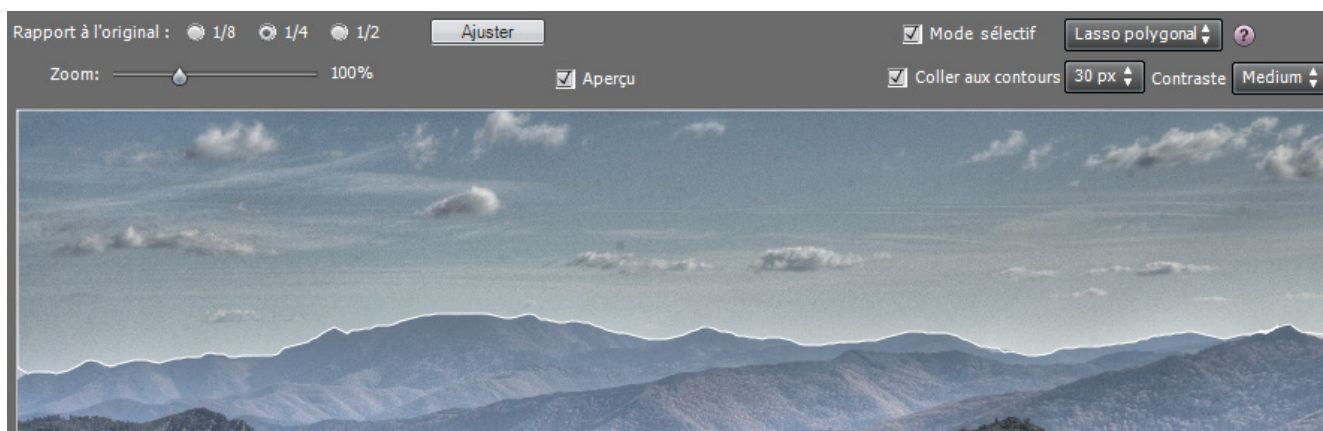 Rapport à l'original : 1/8 1/4 1/2 Ajuster Mode sélectif Lasso polygonal ?
Zoom: 100% Aperçu Coller aux contours 30 px Contraste Medium